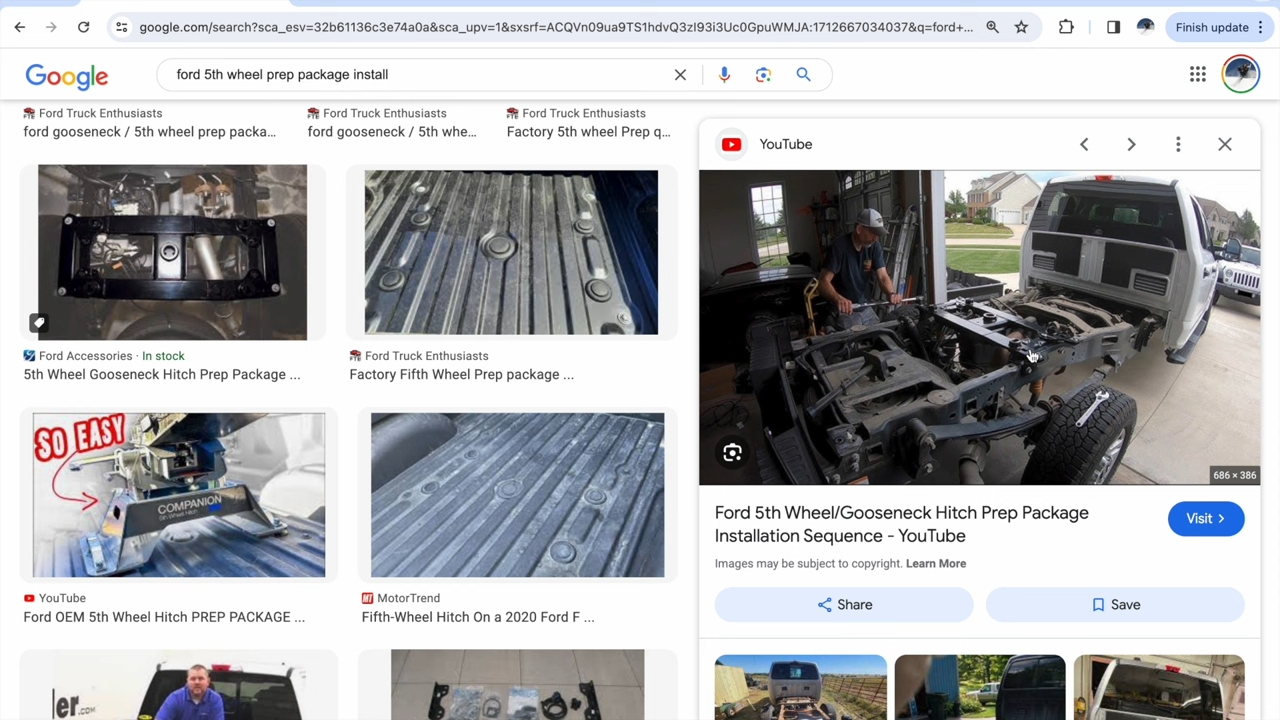 google.com/search?sca_esv=32b61136c3e74a0a&sca_upv=1&sxsrf=ACQVn09ua9TS1hdvQ3zI93i3Uc0GpuWMJA:1712667034037&q=ford+...
Finish update
Google
ford 5th wheel prep package install
Ford Truck Enthusiasts
ford gooseneck / 5th wheel prep packa...
Ford Truck Enthusiasts
ford gooseneck / 5th whe...
Ford Truck Enthusiasts
Factory 5th wheel Prep q...
Ford Accessories · In stock
5th Wheel Gooseneck Hitch Prep Package ...
Ford Truck Enthusiasts
Factory Fifth Wheel Prep package ...
SO EASY
COMPANION
5th Wheel Hitch
YouTube
Ford OEM 5th Wheel Hitch PREP PACKAGE ...
MotorTrend
Fifth-Wheel Hitch On a 2020 Ford F ...
ler.com
YouTube
686 × 386
Ford 5th Wheel/Gooseneck Hitch Prep Package
Installation Sequence - YouTube
Visit
Images may be subject to copyright. Learn More
Share
Save